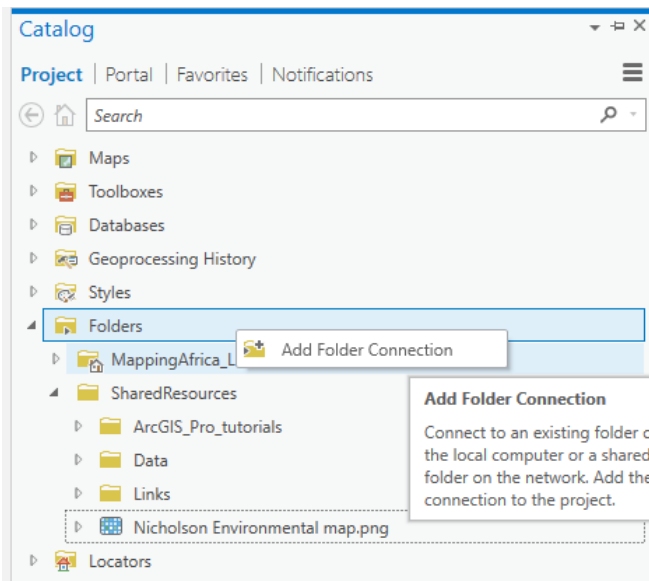 Catalog
Project | Portal | Favorites | Notifications
Search
Maps
Toolboxes
Databases
Geoprocessing History
Styles
Folders
Add Folder Connection
MappingAfrica_L
SharedResources
Add Folder Connection
ArcGIS_Pro_tutorials
Connect to an existing folder
the local computer or a shared
Data
folder on the network. Add the
Links
connection to the project.
Nicholson Environmental map.png
Locators